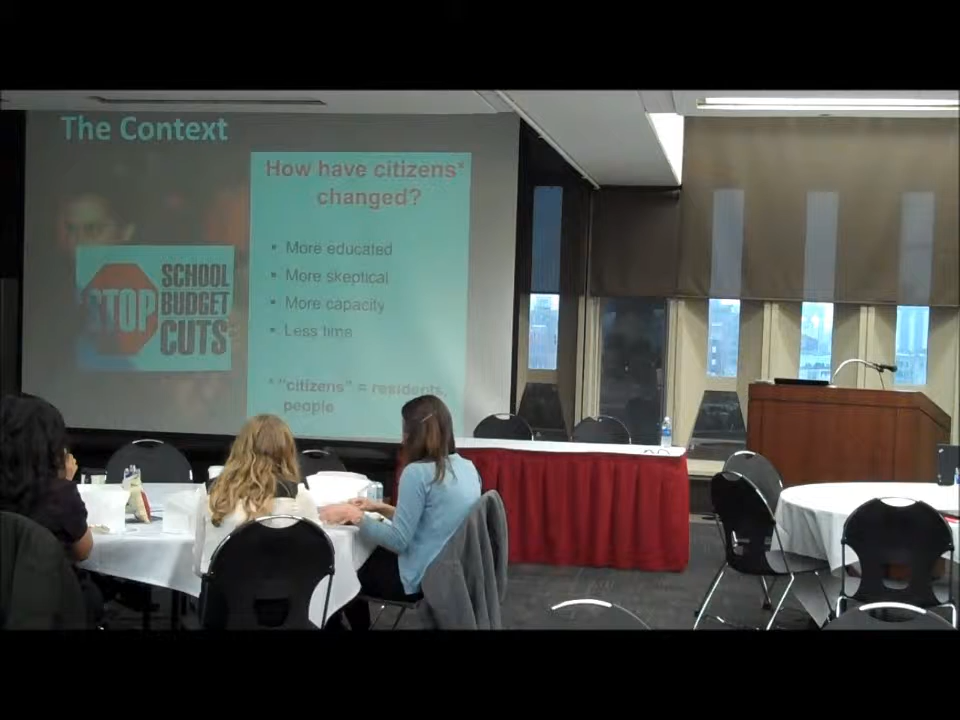 The Context
How have citizens*
changed?
▪ More educated
▪ More skeptical
▪ More capacity
▪ Less time
* "citizens" = residents,
people
STOP
SCHOOL
BUDGET
CUTS